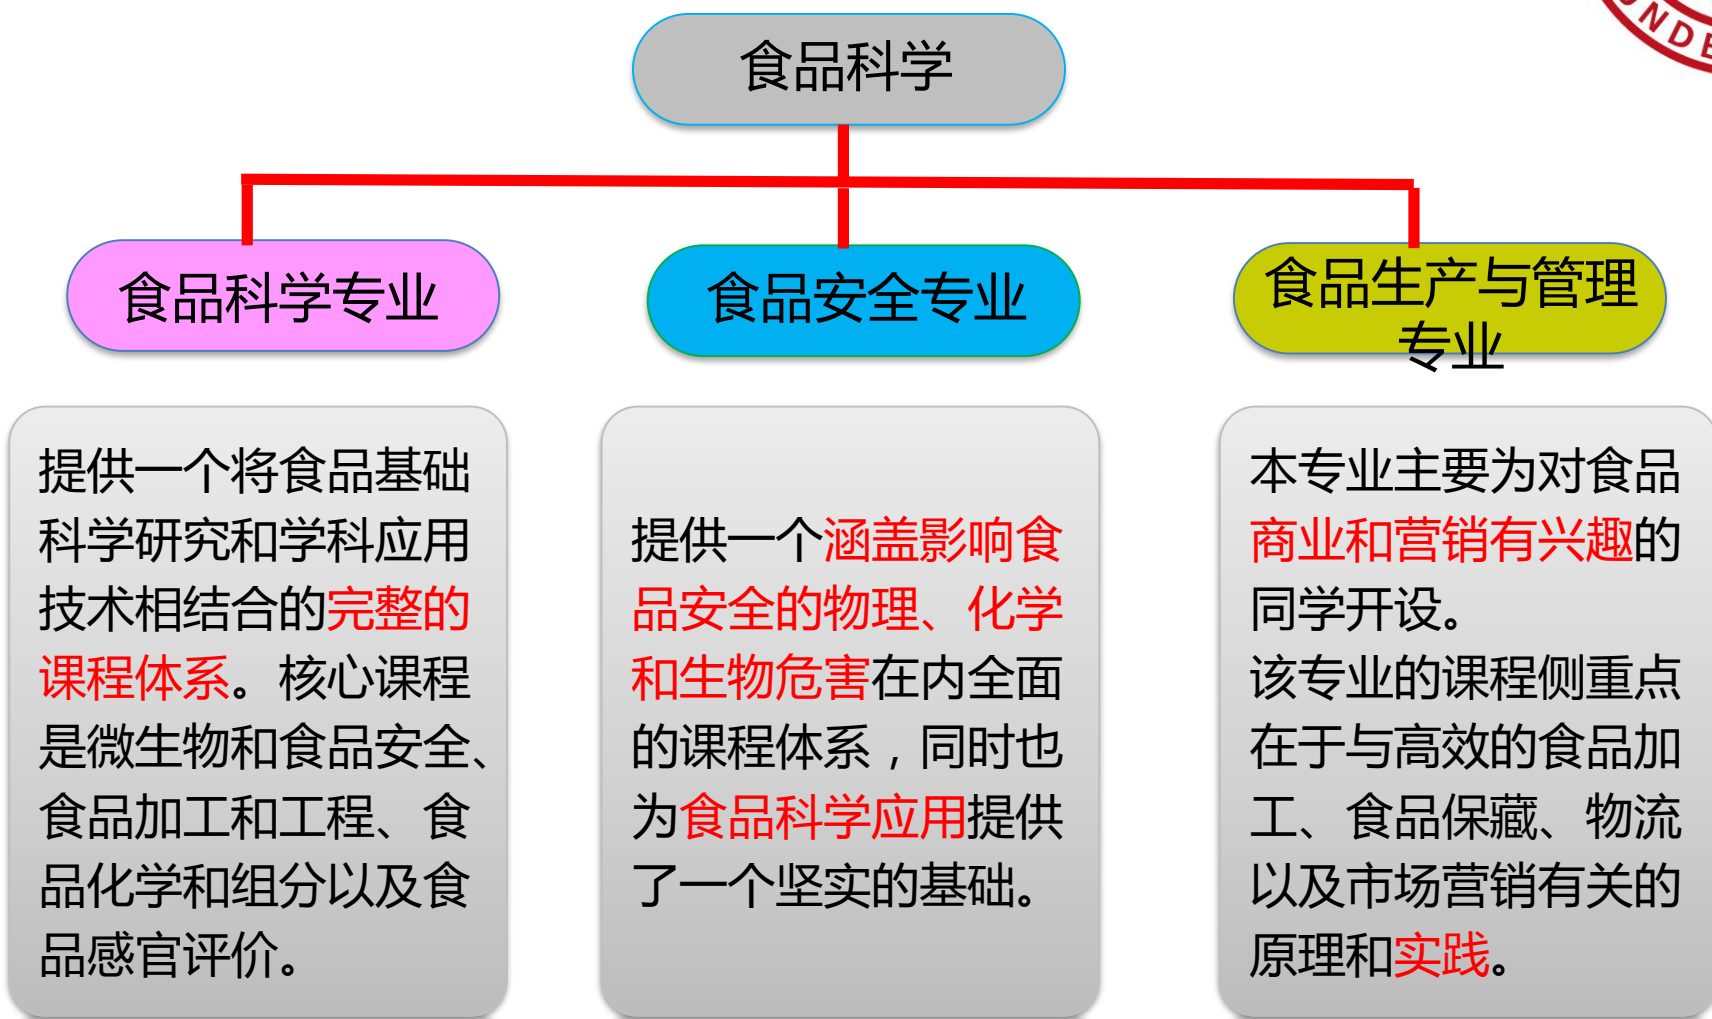 食品科学
食品科学专业
食品安全专业
食品生产与管理
专业
提供一个将食品基础
科学研究和学科应用
技术相结合的完整的
课程体系。核心课程
是微生物和食品安全、
食品加工和工程、食
品化学和组分以及食
品感官评价。
提供一个涵盖影响食
品安全的物理、化学
和生物危害在内全面
的课程体系，同时也
为食品科学应用提供
了一个坚实的基础。
本专业主要为对食品
商业和营销有兴趣的
同学开设。
该专业的课程侧重点
在于与高效的食品加
工、食品保藏、物流
以及市场营销有关的
原理和实践。